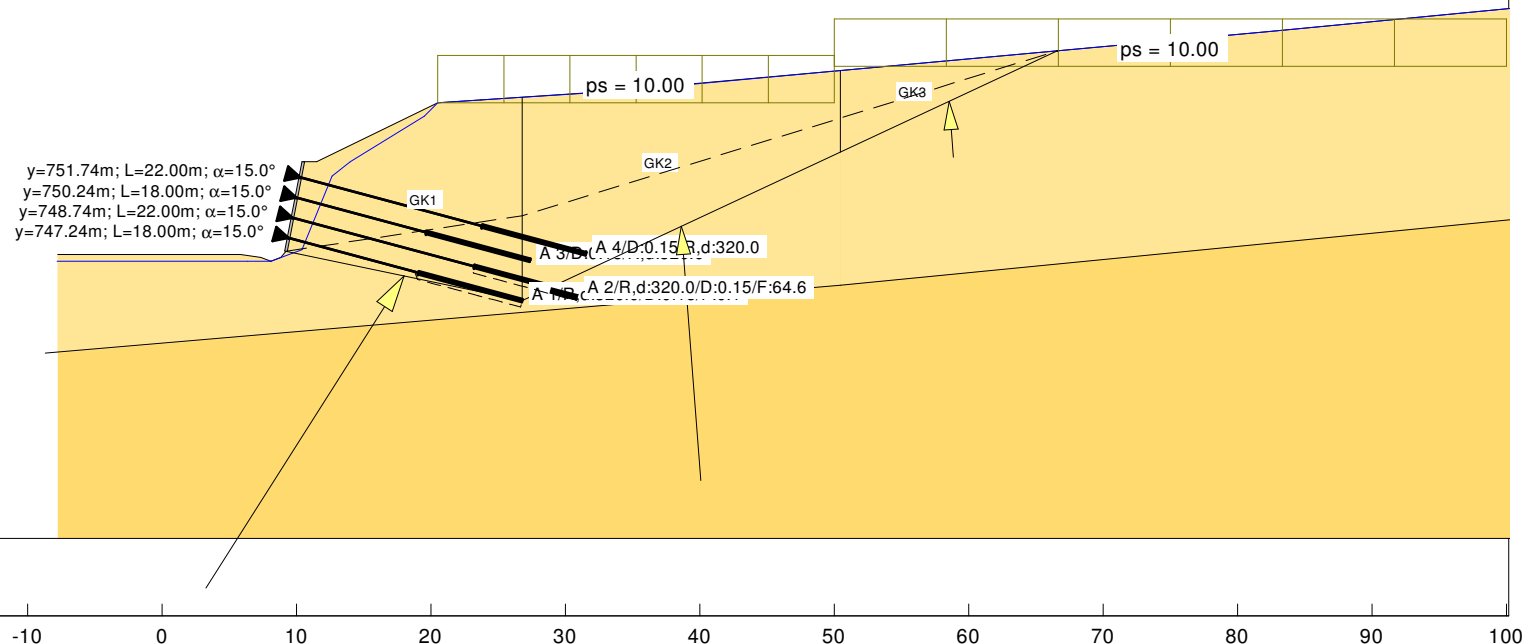 ps = 10.00
ps = 10.00
GK3
GK2
GK1
y=751.74m; L=22.00m; α=15.0°
y=750.24m; L=18.00m; α=15.0°
y=748.74m; L=22.00m; α=15.0°
y=747.24m; L=18.00m; α=15.0°
A 4/D:0.15 R,d:320.0
A 3/D:0
A 2/R,d:320.0/D:0.15/F:64.6
A 1/R,d
-10 0 10 20 30 40 50 60 70 80 90 100